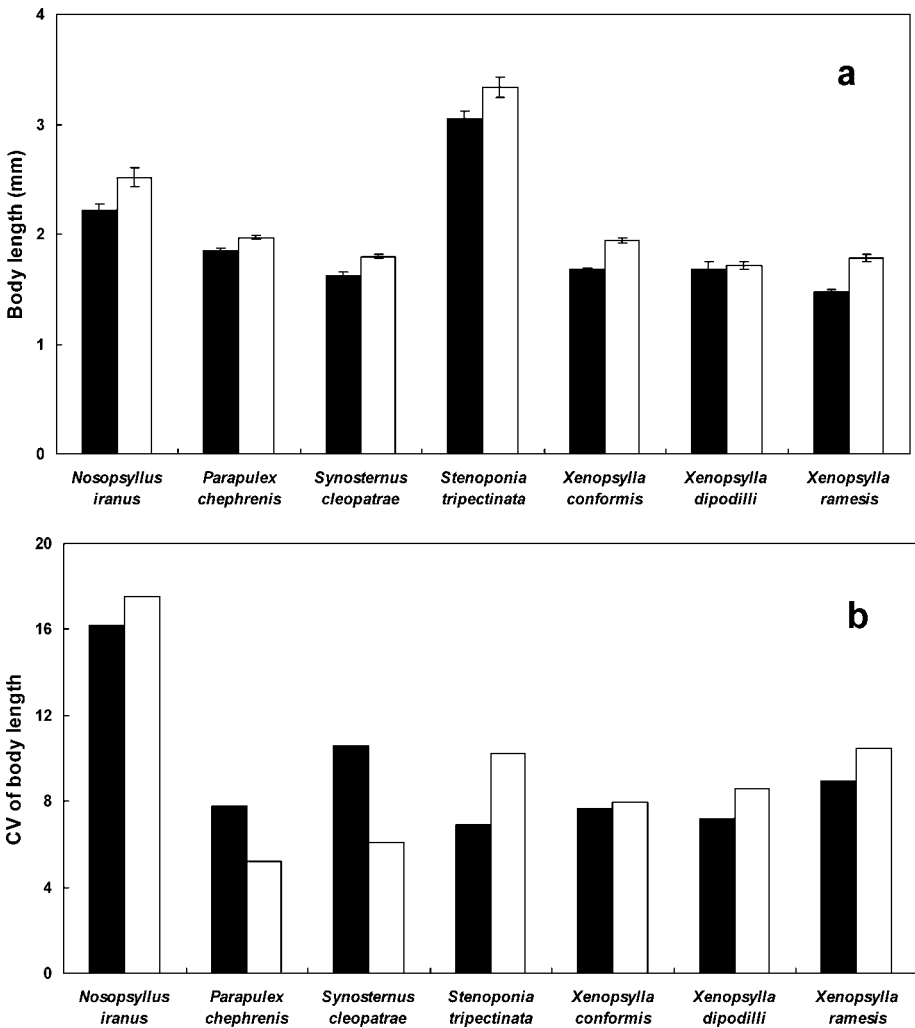 a
Body length (mm)
4
3
2
1
0
Nosopsyllus iranus
Parapulex chephrenis
Synosternus cleopatrae
Stenoponia tripectinata
Xenopsylla conformis
Xenopsylla dipodilli
Xenopsylla ramesis
b
CV of body length
20
16
12
8
4
0
Nosopsyllus iranus
Parapulex chephrenis
Synosternus cleopatrae
Stenoponia tripectinata
Xenopsylla conformis
Xenopsylla dipodilli
Xenopsylla ramesis